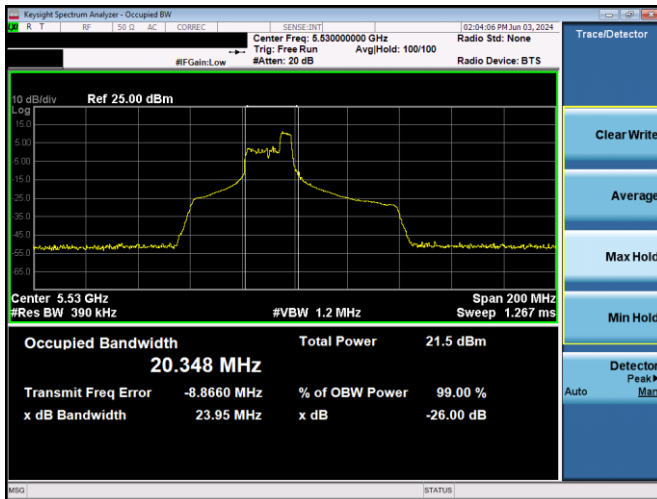 Keysight Spectrum Analyzer - Occupied BW
R T RF 50 Ω AC CORREC SENSE:INT 02:04:06 PM Jun 03, 2024
Center Freq: 5.530000000 GHz Radio Std: None
Trig: Free Run Avg|Hold: 100/100
#IFGain:Low #Atten: 20 dB Radio Device: BTS
Trace/Detector
10 dB/div Ref 25.00 dBm
Log
15.0
5.00
-5.00
-15.0
-25.0
-35.0
-45.0
-55.0
-65.0
Center 5.53 GHz Span 200 MHz
#Res BW 390 kHz #VBW 1.2 MHz Sweep 1.267 ms
Occupied Bandwidth Total Power 21.5 dBm
20.348 MHz
Transmit Freq Error -8.8660 MHz % of OBW Power 99.00 %
x dB Bandwidth 23.95 MHz x dB -26.00 dB
Clear Write
Average
Max Hold
Min Hold
Detector
Peak▶
Auto Man
MSG STATUS